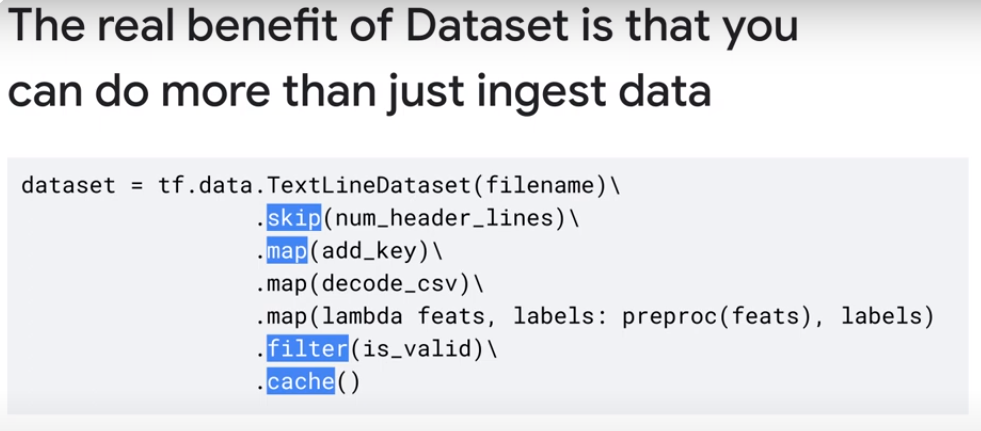 The real benefit of Dataset is that you
can do more than just ingest data
dataset = tf.data.TextLineDataset(filename)\
.skip(num_header_lines)\
.map(add_key)\
.map(decode_csv)\
.map(lambda feats, labels: preproc(feats), labels)
.filter(is_valid)\
.cache()